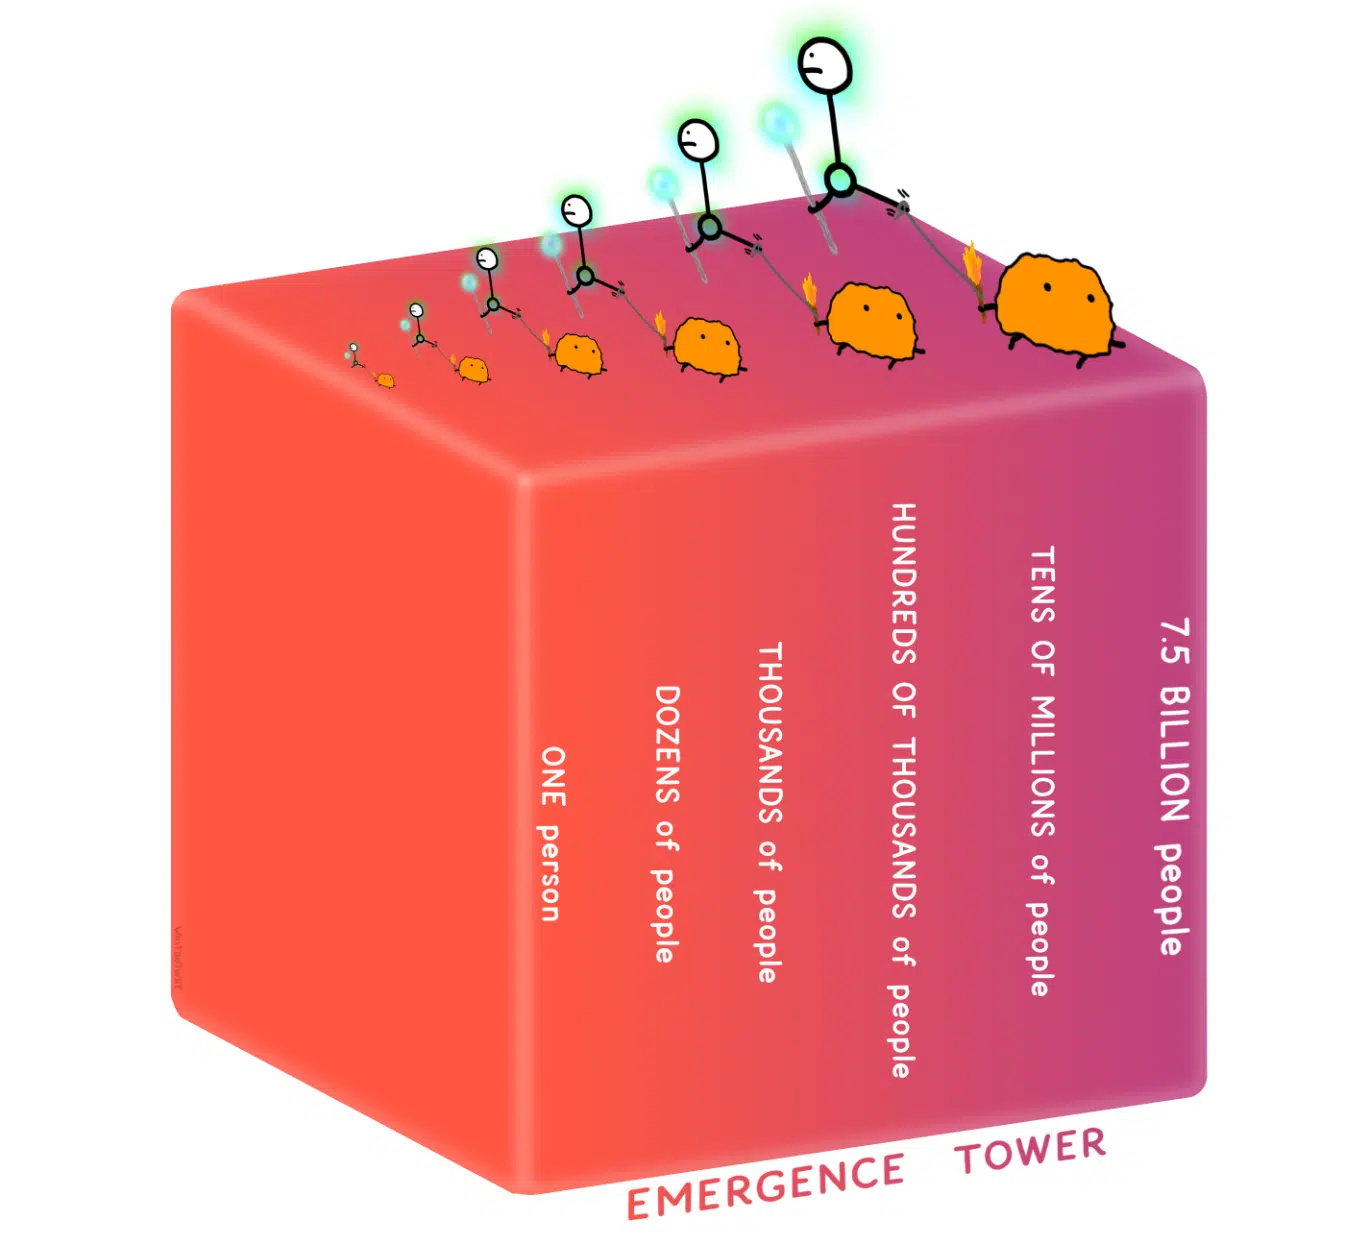 ONE person
DOZENS of people
THOUSANDS of people
HUNDREDS OF THOUSANDS of people
TENS OF MILLIONS of people
7.5 BILLION people
EMERGENCE TOWER